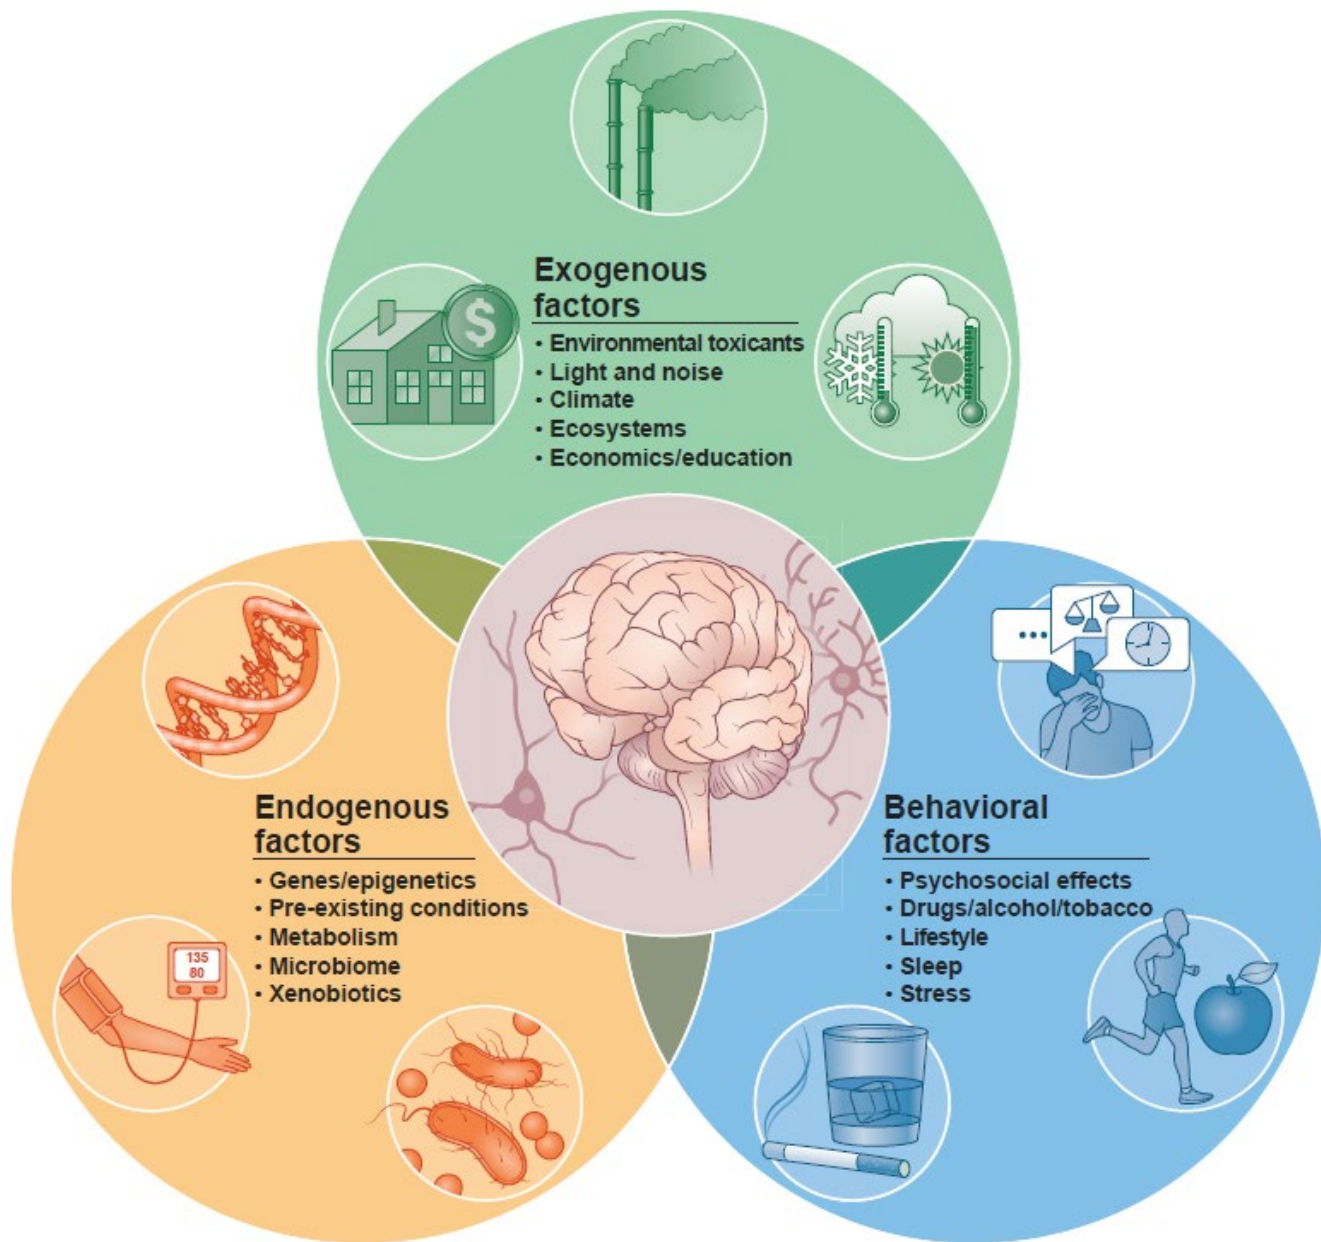 $
Exogenous
factors
• Environmental toxicants
• Light and noise
• Climate
• Ecosystems
• Economics/education
Endogenous
factors
• Genes/epigenetics
• Pre-existing conditions
• Metabolism
• Microbiome
• Xenobiotics
135
80
Behavioral
factors
• Psychosocial effects
• Drugs/alcohol/tobacco
• Lifestyle
• Sleep
• Stress